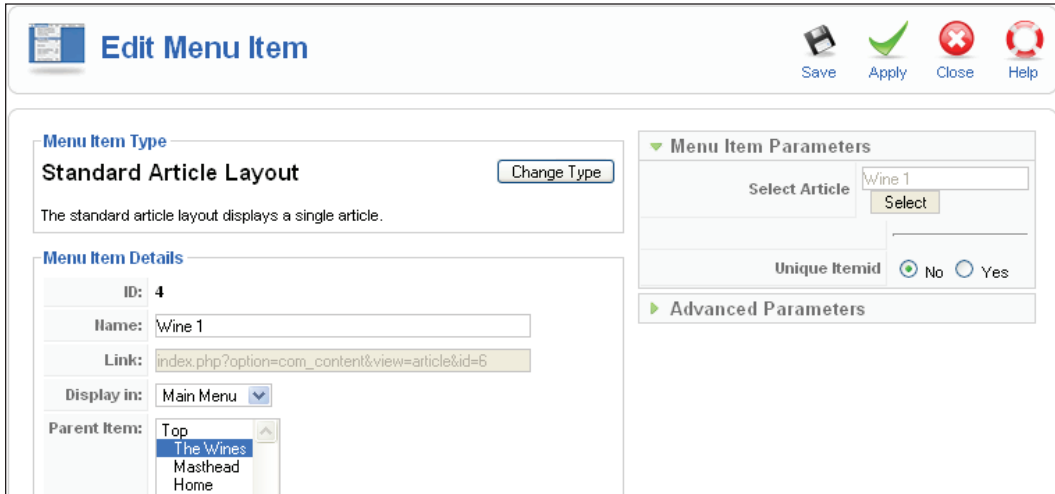 Edit Menu Item
Save Apply Close Help
Menu Item Type
Standard Article Layout
Change Type
The standard article layout displays a single article.
Menu Item Details
ID: 4
Name: Wine 1
Link: index.php?option=com_content&view=article&id=6
Display in: Main Menu
Parent Item: Top
The Wines
Masthead
Home
Menu Item Parameters
Select Article Wine 1
Select
Unique Itemid No Yes
Advanced Parameters